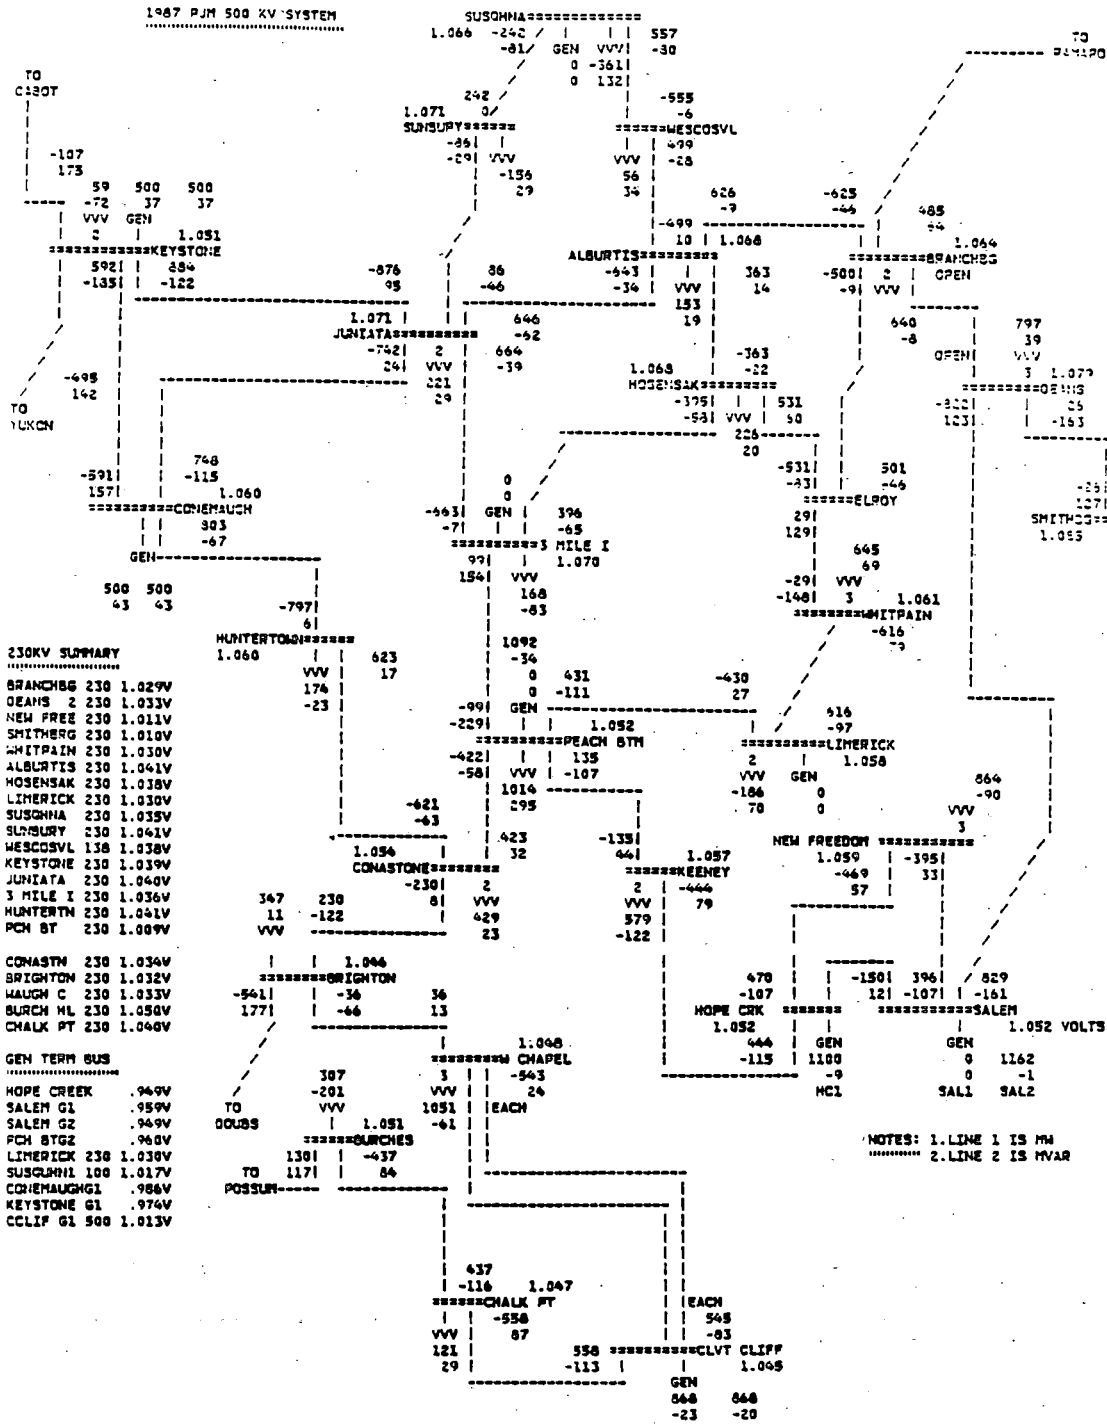 1987 PJM 500 KV SYSTEM
SUSQHNA
1.066 -242 557
-81 GEN VVV -30
0 -361
0 132
TO
TO
CABOT
242 -555
1.071 0 -6
SUNBURY WESCOSVL
-86 499
-29 VVV VVV -28
-156 56
29 34
-107
173
59 500 500
-72 37 37
VVV GEN
2 1.051
KEYSTONE
592 884
-185 -122
626 -625 485
-9 -46 64
-499
10 1.068 1.064
ALBURTIS BRANCHBG
-643 363 -500 2 OPEN
-34 VVV 14 -9 VVV
153
19
-876 86
95 -46
1.071 646
JUNIATA -62
-742 2 664
24 VVV -39
221
29
640 797
-8 39
OPEN VVV
3 1.079
DEANS
26
123 -163
-363
1.068 -22
HOSENSAK
-395 531
-58 VVV 60
226
20
-495
142
TO
YUKON
748
-591 -115
157 1.060
CONEMAUGH
803
-67
GEN
500 500
43 43
-531 501
-83 -46
ELROY
29
129
127
1.055
0
0
-663 GEN 396
-7 -65
3 MILE I
99 1.070
154 VVV
168
-83
645
69
-29 VVV
-148 3 1.061
WHITPAIN
-616
-797
6
HUNTERTOWN
1.060 623
VVV 17
174
-23
1092
-34
0 431 -430
0 -111 27
-99 GEN
-229 1.052
PEACH BTM
-422 135
-58 VVV -107
1014
295
616
-97
LIMERICK
2 1.058
VVV GEN
-186 0
70 0
864
-90
VVV
3
NEW FREEDOM
1.059 -395
-469 33
57
-621
-63
1.054 423
CONASTONE 32
-230 2
8 VVV
429
23
-135
44 1.057
KEENEY
2 -444
VVV 79
579
-122
347 230
11 -122
VVV
1.046
BRIGHTON
-541 -36 36
177 -66 13
TO
DOUBS
470 -150 396 829
-107 12 -107 -161
HOPE CRK SALEM
1.052 1.052 VOLTS
444 GEN GEN
-115 1100 0 1162
-9 0 -1
HC1 SAL1 SAL2
1.048
W CHAPEL
3 -543
VVV 24
1051 EACH
-61
307
-201
VVV
1.051
BURCHES
130 -437
117 84
TO
POSSUM
NOTES: 1.LINE 1 IS MW
2.LINE 2 IS MVAR
437
-116 1.047
CHALK PT
-558
VVV 87
121
29
EACH
545
-83
558 CLVT CLIFF
-113 1.045
GEN
868 868
-23 -20
230KV SUMMARY
BRANCHBG 230 1.029V
DEANS 2 230 1.033V
NEW FREE 230 1.011V
SMITHERG 230 1.010V
WHITPAIN 230 1.030V
ALBURTIS 230 1.041V
HOSENSAK 230 1.038V
LIMERICK 230 1.030V
SUSQHNA 230 1.035V
SUNBURY 230 1.041V
WESCOSVL 138 1.038V
KEYSTONE 230 1.039V
JUNIATA 230 1.040V
3 MILE I 230 1.036V
HUNTERTN 230 1.041V
PCH BT 230 1.009V
CONASTN 230 1.034V
BRIGHTON 230 1.032V
WAUGH C 230 1.033V
BURCH HL 230 1.050V
CHALK PT 230 1.040V
GEN TERM BUS
HOPE CREEK .949V
SALEM G1 .959V
SALEM G2 .949V
PCH BTG2 .960V
LIMERICK 230 1.030V
SUSQUHN1 100 1.017V
CONEMAUGHG1 .986V
KEYSTONE G1 .974V
CCLIF G1 500 1.013V